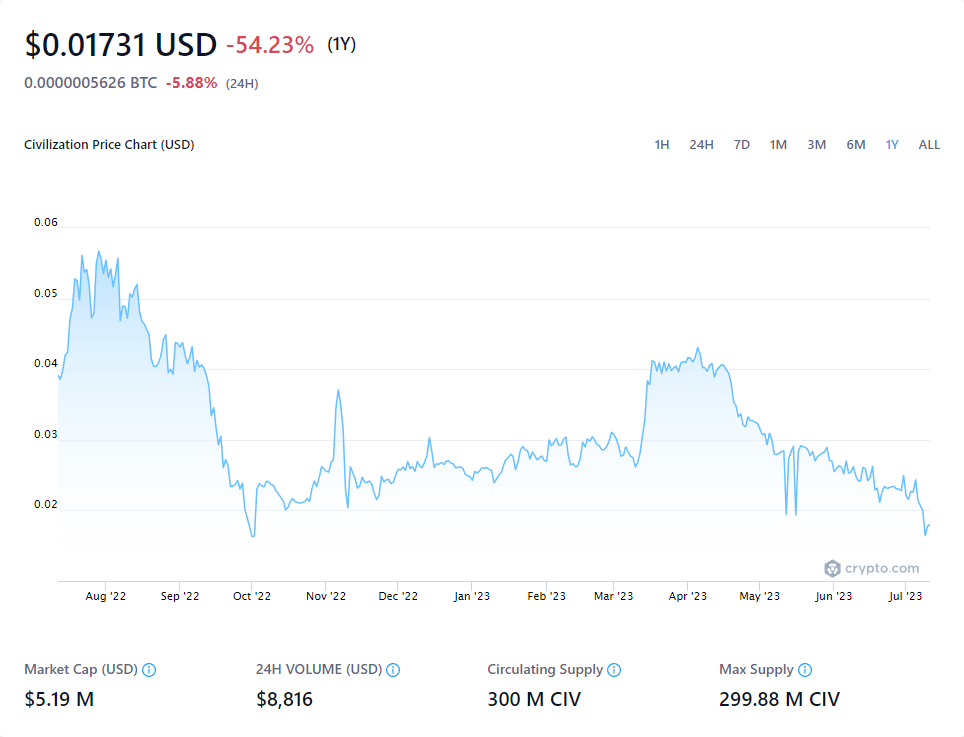 $0.01731 USD -54.23% (1Y)
0.0000005626 BTC -5.88% (24H)
Civilization Price Chart (USD) 1H 24H 7D 1M 3M 6M 1Y ALL
0.06
0.05
0.04
0.03
0.02
crypto.com
Aug '22 Sep '22 Oct '22 Nov '22 Dec '22 Jan '23 Feb '23 Mar '23 Apr '23 May '23 Jun '23 Jul '23
Market Cap (USD) 24H VOLUME (USD) Circulating Supply Max Supply
$5.19 M $8,816 300 M CIV 299.88 M CIV